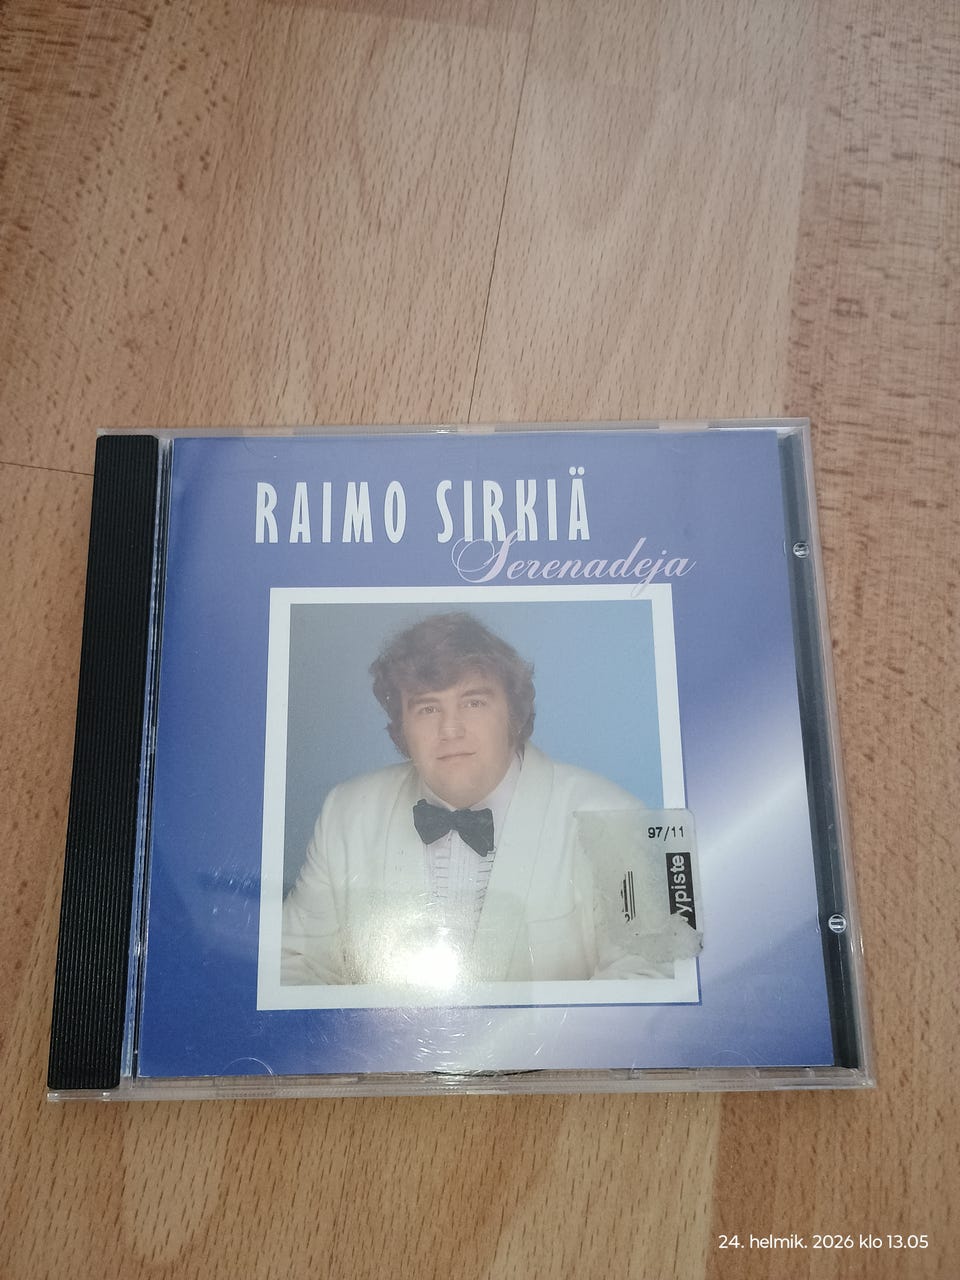 RAIMO SIRKIÄ
Serenadeja
97/11
24. helmik. 2026 klo 13.05